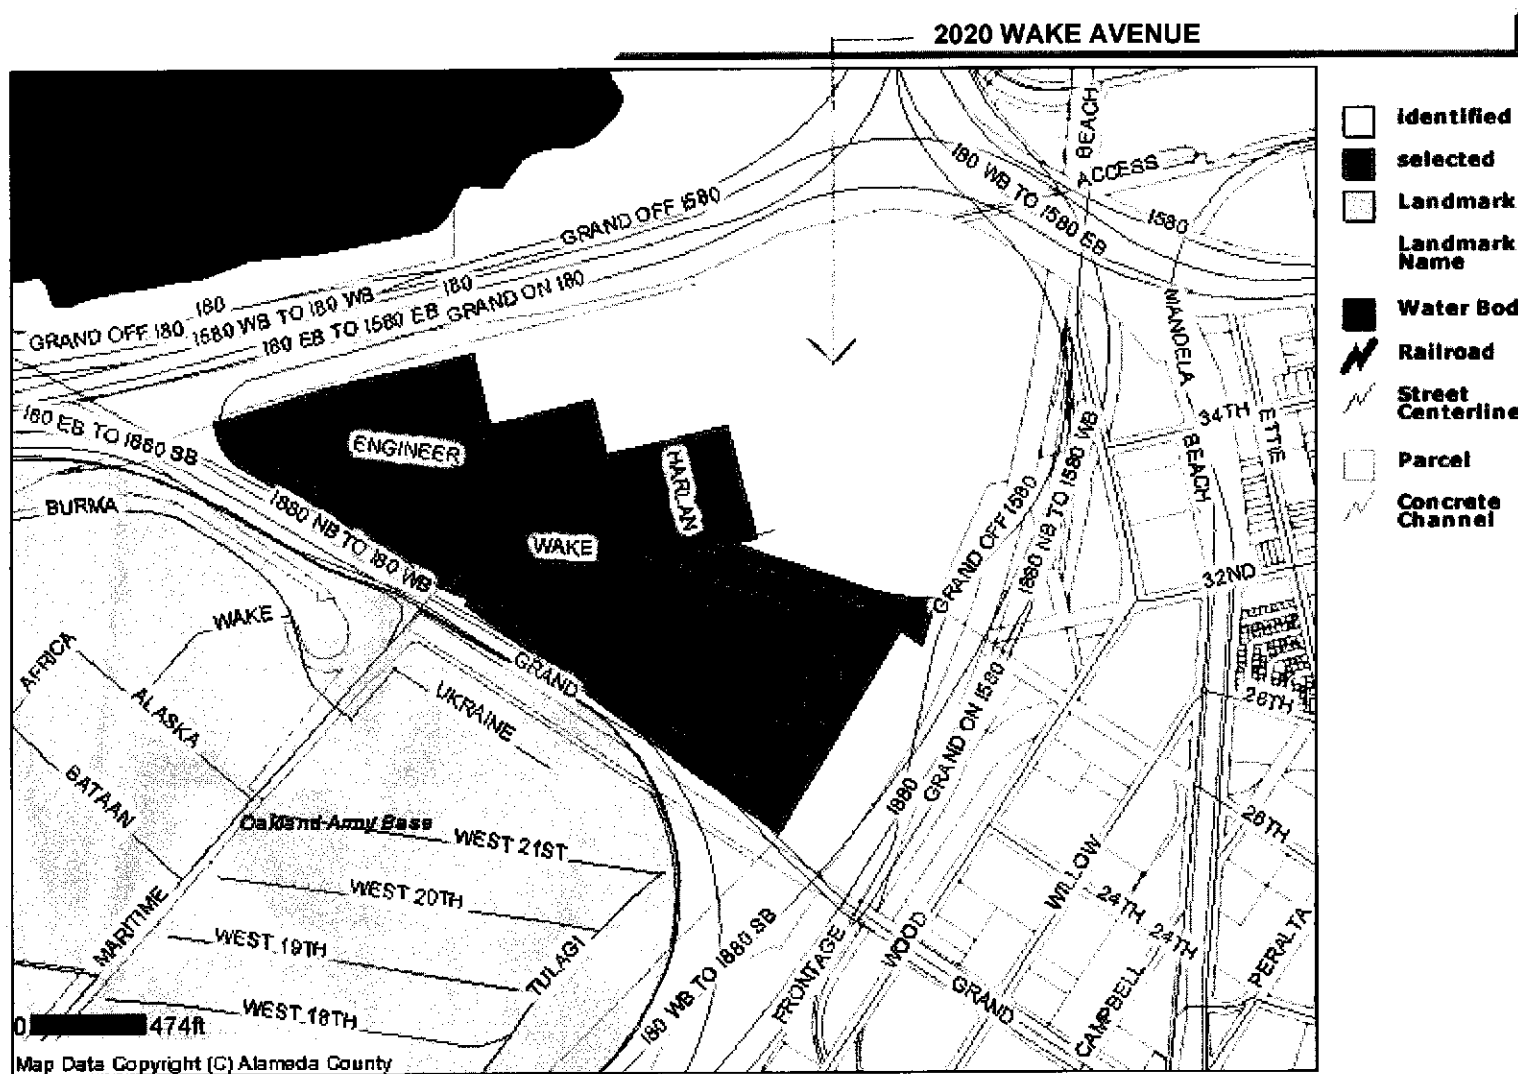 2020 WAKE AVENUE
identified
selected
Landmark
Landmark
Name
Water Bod
Railroad
Street
Centerline
Parcel
Concrete
Channel
BEACH
ACCESS
I80 WB TO I580 EB
I580
GRAND OFF I580
I80
I80
GRAND OFF I80
I580 WB TO I80 WB
GRAND ON I80
I80 EB TO I580 EB
MANDELA
34TH
ETTIE
BEACH
I80 EB TO I880 SB
ENGINEER
HARLAN
BURMA
I880 NB TO I80 WB
WAKE
GRAND OFF I580
I880 NB TO I580 WB
32ND
WAKE
AFRICA
ALASKA
GRAND
UKRAINE
GRAND ON I580
26TH
BATAAN
Oakland Army Base
WEST 21ST
I880
28TH
WILLOW
WEST 20TH
24TH
24TH
MARITIME
WEST 19TH
TULAGI
I80 WB TO I880 SB
FRONTAGE
WOOD
GRAND
CAMPBELL
PERALTA
WEST 18TH
0 474ft
Map Data Copyright (C) Alameda County